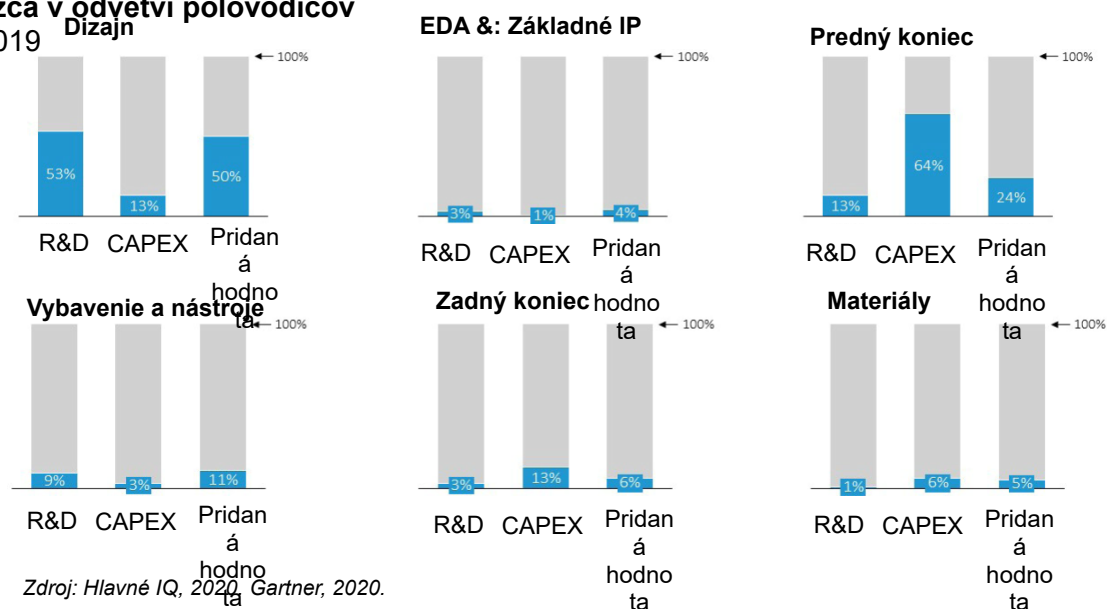 v odvetví polovodičov
019
Dizajn
100%
53%
13%
50%
R&D
CAPEX
Pridan
á
hodno
ta
EDA &: Základné IP
100%
3%
1%
4%
R&D
CAPEX
Pridan
á
hodno
ta
Predný koniec
100%
13%
64%
24%
R&D
CAPEX
Pridan
á
hodno
ta
Vybavenie a nástroje
100%
9%
3%
11%
R&D
CAPEX
Pridan
á
hodno
ta
Zadný koniec
100%
3%
13%
6%
R&D
CAPEX
Pridan
á
hodno
ta
Materiály
100%
1%
6%
5%
R&D
CAPEX
Pridan
á
hodno
ta
Zdroj: Hlavné IQ, 2020, Gartner, 2020.